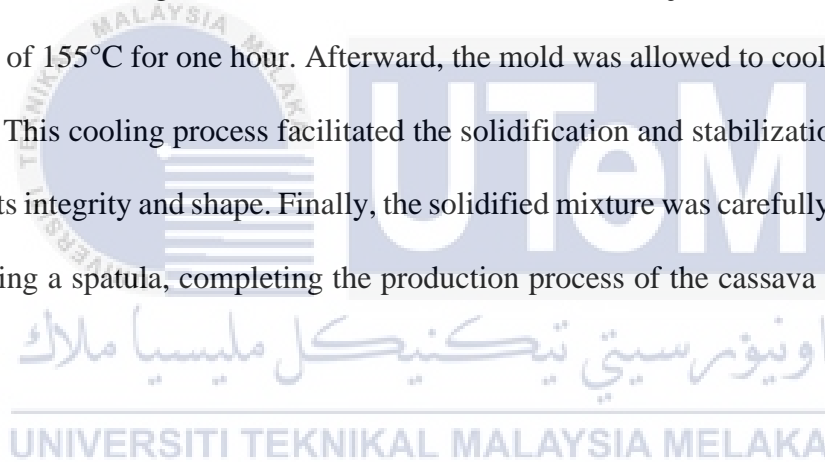 of 155°C for one hour. Afterward, the mold was allowed to cool
This cooling process facilitated the solidification and stabilizatio
ts integrity and shape. Finally, the solidified mixture was carefully
ing a spatula, completing the production process of the cassava
UTeM
اونيۏرسيتي تيكنيكل مليسيا ملاك
UNIVERSITI TEKNIKAL MALAYSIA MELAKA